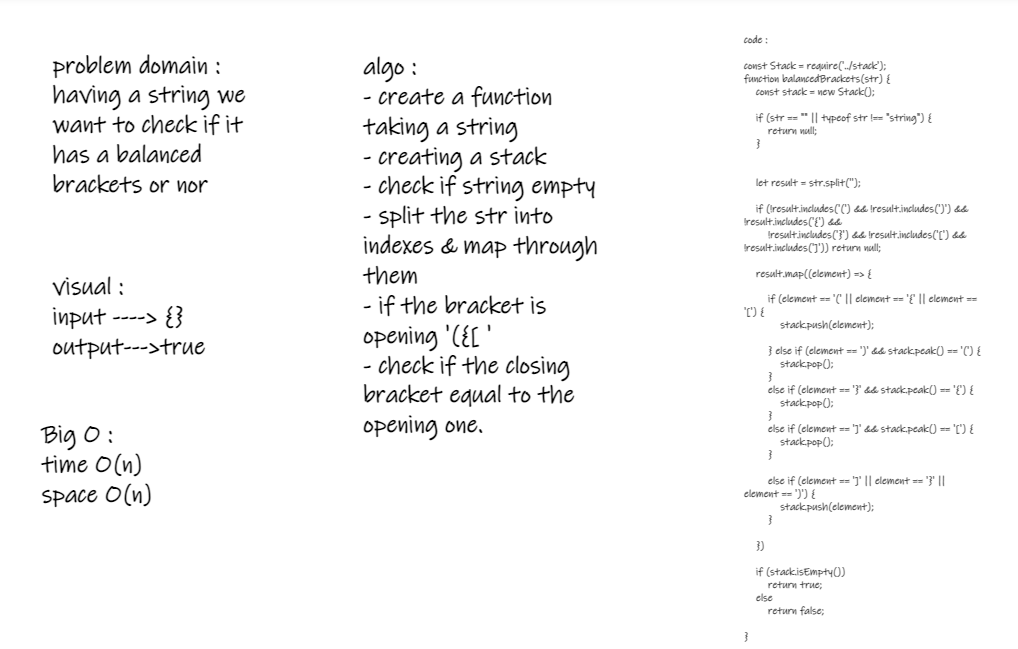 problem domain :
having a string we
want to check if it
has a balanced
brackets or nor
visual :
input ----> {}
output--->true
Big O :
time O(n)
space O(n)
algo :
- create a function
taking a string
- creating a stack
- check if string empty
- split the str into
indexes & map through
them
- if the bracket is
opening '({[ '
- check if the closing
bracket equal to the
opening one.
code :
const Stack = require('../stack');
function balancedBrackets(str) {
const stack = new Stack();
if (str == "" || typeof str !== "string") {
return null;
}
let result = str.split('');
if (!result.includes('(') && !result.includes(')') &&
!result.includes('{') &&
!result.includes('}') && !result.includes('[') &&
!result.includes(']')) return null;
result.map((element) => {
if (element == '(' || element == '{' || element ==
'[') {
stack.push(element);
} else if (element == ')' && stack.peak() == '(') {
stack.pop();
}
else if (element == '}' && stack.peak() == '{') {
stack.pop();
}
else if (element == ']' && stack.peak() == '[') {
stack.pop();
}
else if (element == ']' || element == '}' ||
element == ')') {
stack.push(element);
}
})
if (stack.isEmpty())
return true;
else
return false;
}